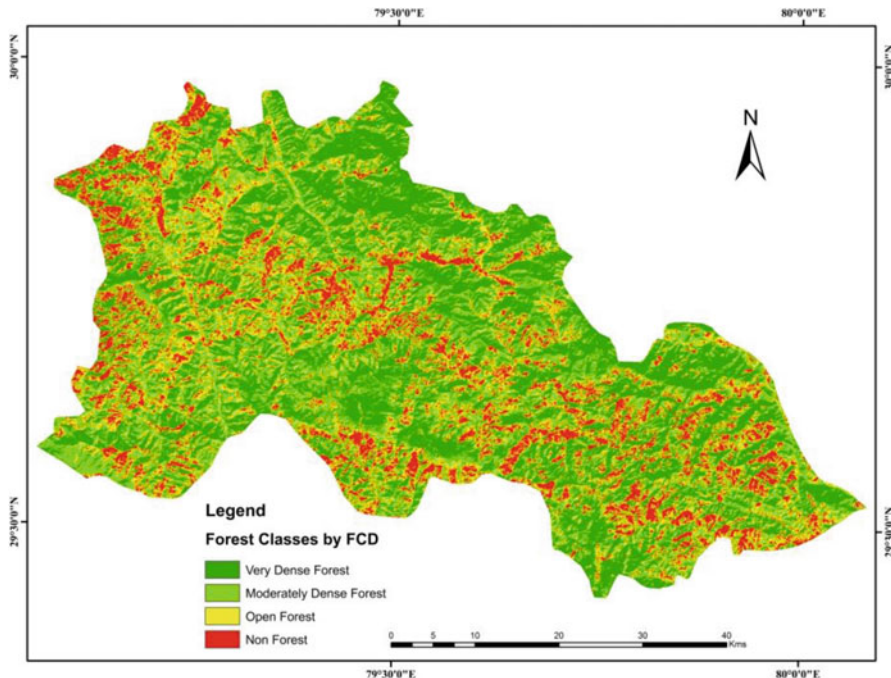 79°30'0"E 80°0'0"E
30°0'0"N 30°0'0"N
N
29°30'0"N 29°30'0"N
Legend
Forest Classes by FCD
Very Dense Forest
Moderately Dense Forest
Open Forest
Non Forest
0 5 10 20 30 40
Kms
79°30'0"E 80°0'0"E